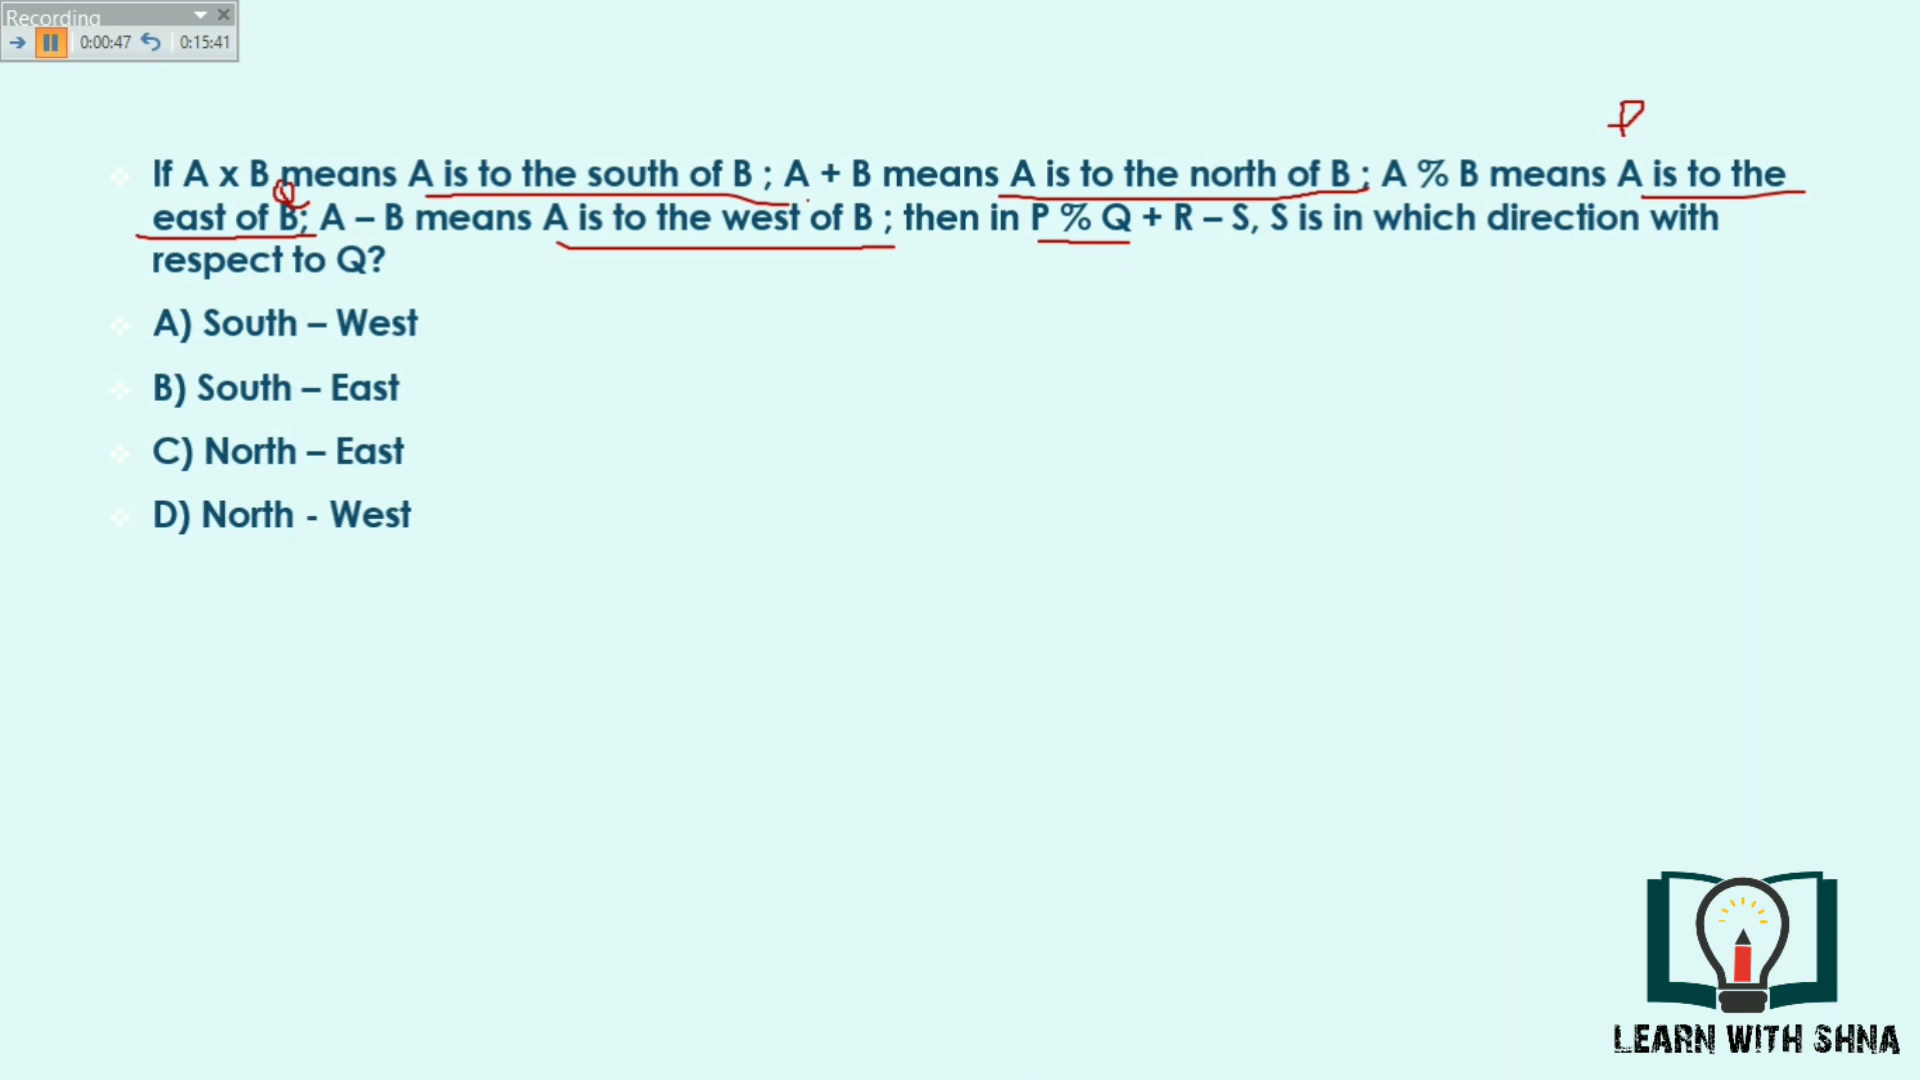 Recording
0:00:47 0:15:41
P
If A x B means A is to the south of B ; A + B means A is to the north of B ; A % B means A is to the
Q
east of B; A – B means A is to the west of B ; then in P % Q + R – S, S is in which direction with
respect to Q?
A) South – West
B) South – East
C) North – East
D) North - West
LEARN WITH SHNA